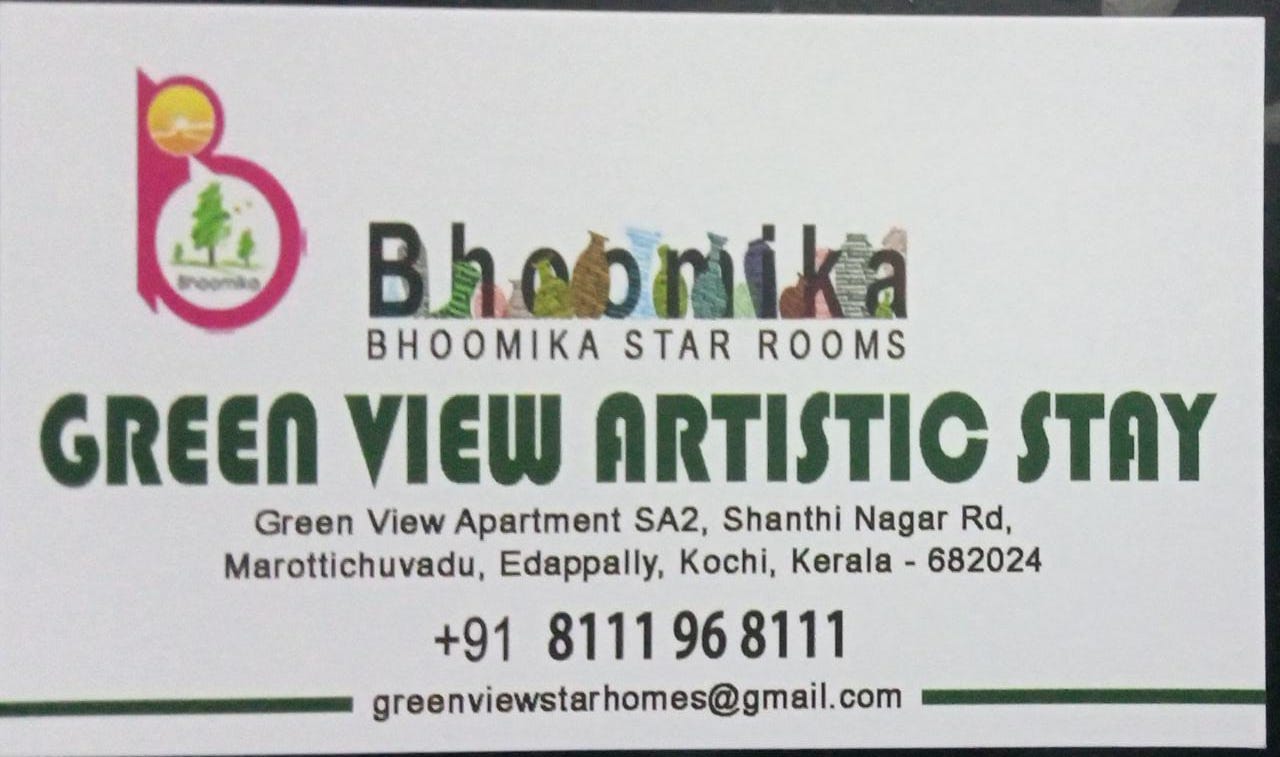 Bhoomika
Bhoomika
BHOOMIKA STAR ROOMS
GREEN VIEW ARTISTIC STAY
Green View Apartment SA2, Shanthi Nagar Rd,
Marottichuvadu, Edappally, Kochi, Kerala - 682024
+91 8111 96 8111
greenviewstarhomes@gmail.com